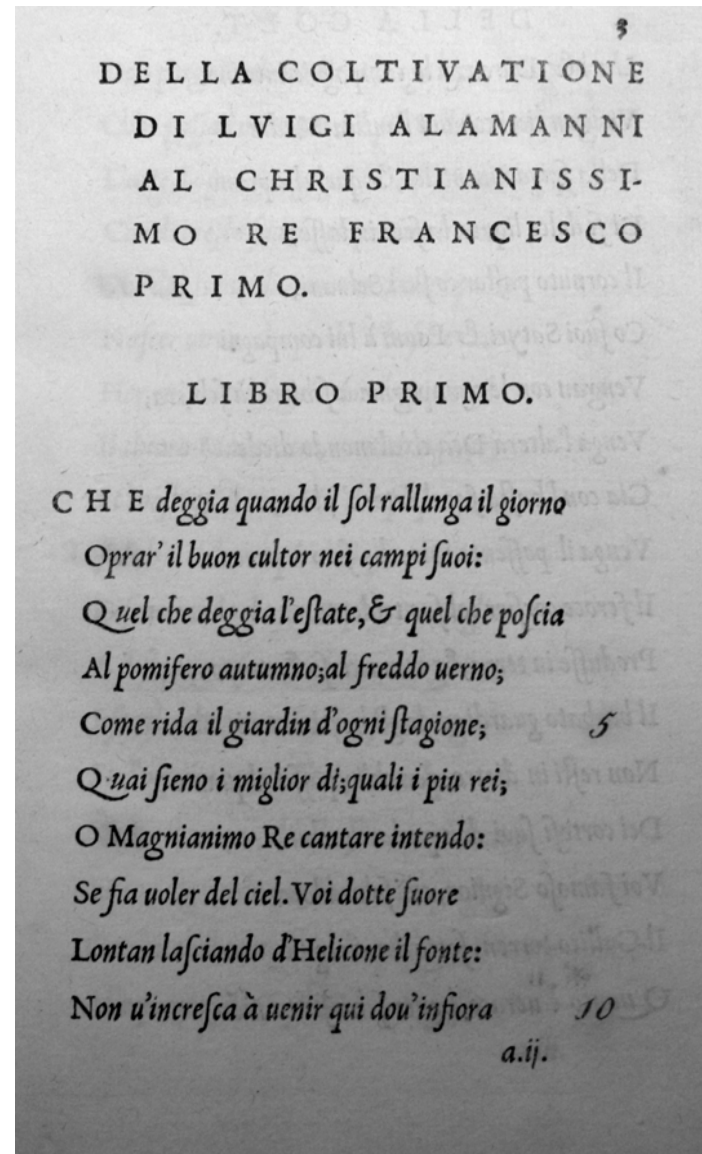 3
DELLA COLTIVATIONE
DI LVIGI ALAMANNI
AL CHRISTIANISSI-
MO RE FRANCESCO
PRIMO.
LIBRO PRIMO.
CHE deggia quando il ſol rallunga il giorno
Oprar' il buon cultor nei campi ſuoi:
Quel che deggia l'eſtate, & quel che poſcia
Al pomifero autumno; al freddo uerno;
Come rida il giardin d'ogni ſtagione; 5
Quai ſieno i miglior dì; quali i piu rei;
O Magnianimo Re cantare intendo:
Se fia uoler del ciel. Voi dotte ſuore
Lontan laſciando d'Helicone il fonte:
Non u'increſca à uenir qui dou'infiora 10
a.ij.